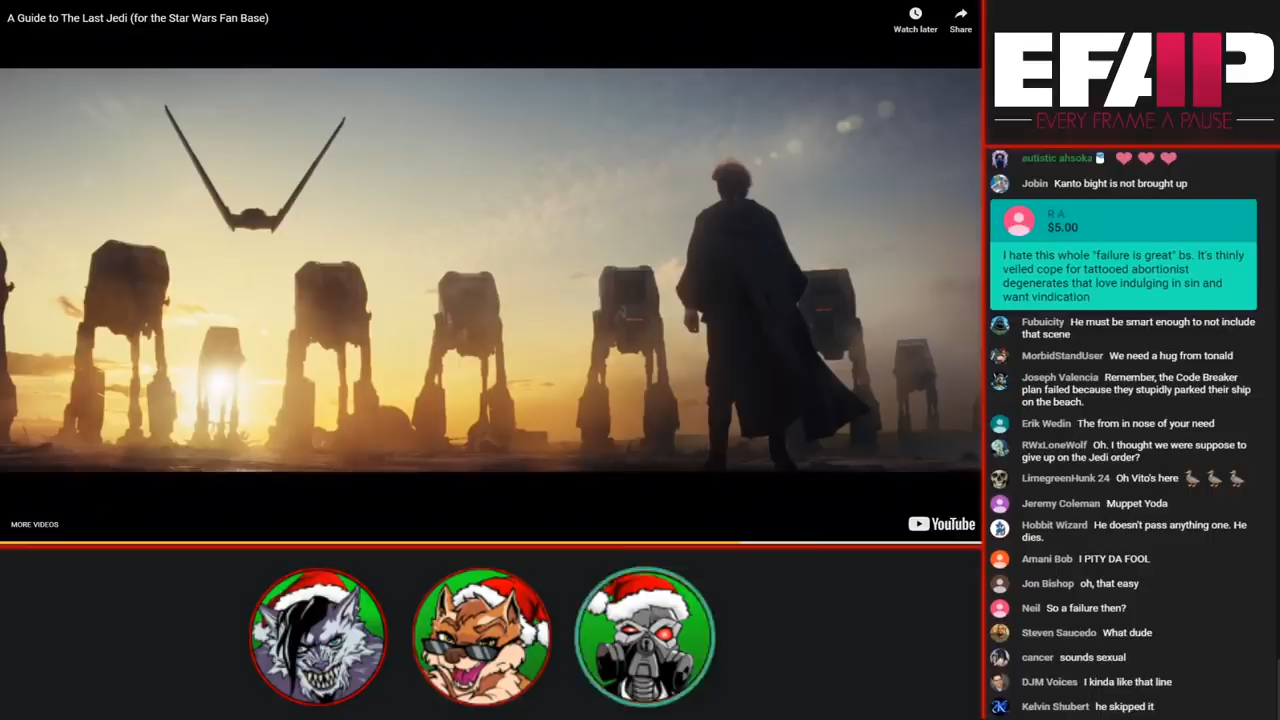 A Guide to The Last Jedi (for the Star Wars Fan Base)
Watch later
Share
MORE VIDEOS
YouTube
EFAP
EVERY FRAME A PAUSE
autistic ahsoka
Jobin Kanto bight is not brought up
R A
$5.00
I hate this whole "failure is great" bs. It's thinly
veiled cope for tattooed abortionist
degenerates that love indulging in sin and
want vindication
Fubuicity He must be smart enough to not include
that scene
MorbidStandUser We need a hug from tonald
Joseph Valencia Remember, the Code Breaker
plan failed because they stupidly parked their ship
on the beach.
Erik Wedin The from in nose of your need
RWxLoneWolf Oh. I thought we were suppose to
give up on the Jedi order?
LimegreenHunk 24 Oh Vito's here
Jeremy Coleman Muppet Yoda
Hobbit Wizard He doesn't pass anything one. He
dies.
Amani Bob I PITY DA FOOL
Jon Bishop oh, that easy
Neil So a failure then?
Steven Saucedo What dude
cancer sounds sexual
DJM Voices I kinda like that line
Kelvin Shubert he skipped it